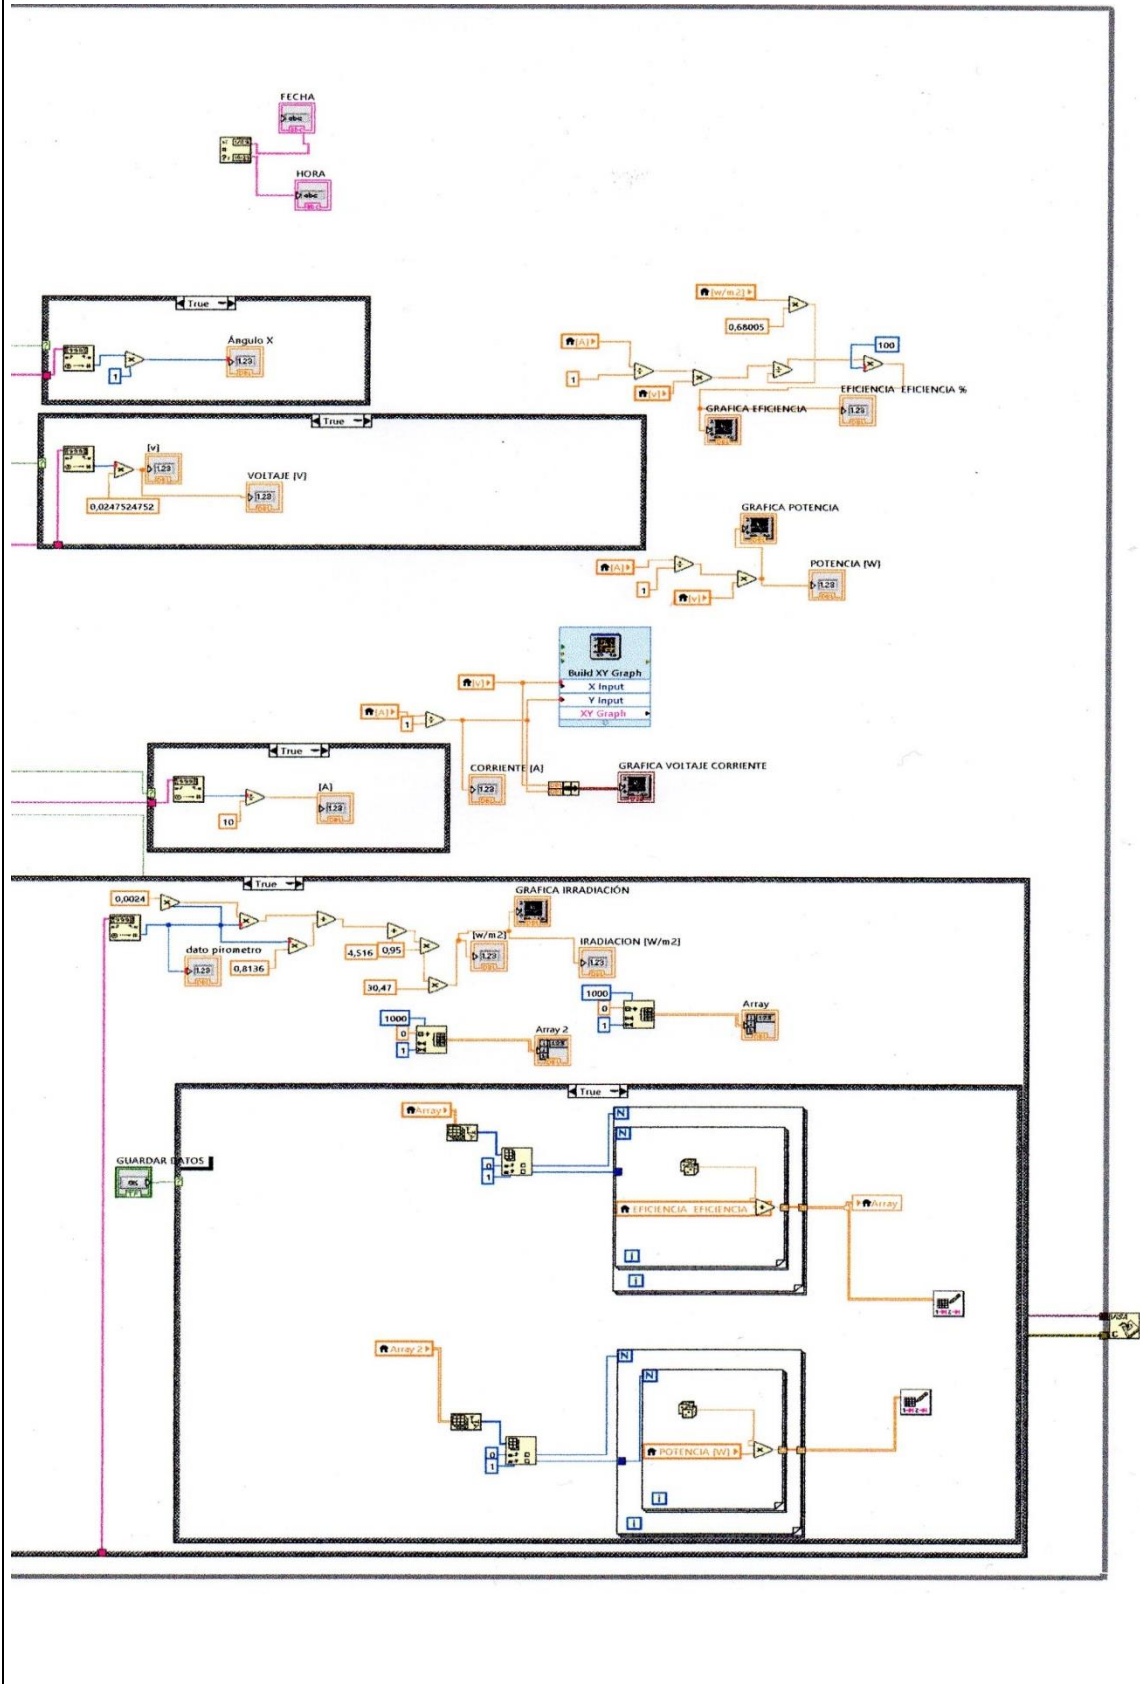 FECHA
HORA
True
Ángulo X
1
True
[v]
VOLTAJE [V]
0,0247524752
[w/m2]
0,68005
[A]
1
[v]
100
EFICIENCIA EFICIENCIA %
GRAFICA EFICIENCIA
GRAFICA POTENCIA
[A]
1
[v]
POTENCIA [W]
Build XY Graph
X Input
Y Input
XY Graph
[v]
[A]
1
CORRIENTE [A]
GRAFICA VOLTAJE CORRIENTE
True
[A]
10
True
0,0024
dato pirometro
0,8136
4,516
0,95
30,47
GRAFICA IRRADIACIÓN
[w/m2]
IRADIACION [W/m2]
1000
0
1
Array
1000
0
1
Array 2
True
GUARDAR DATOS
OK
Array
0
1
N
N
EFICIENCIA EFICIENCIA
i
i
Array
Array 2
0
1
N
N
POTENCIA [W]
i
i